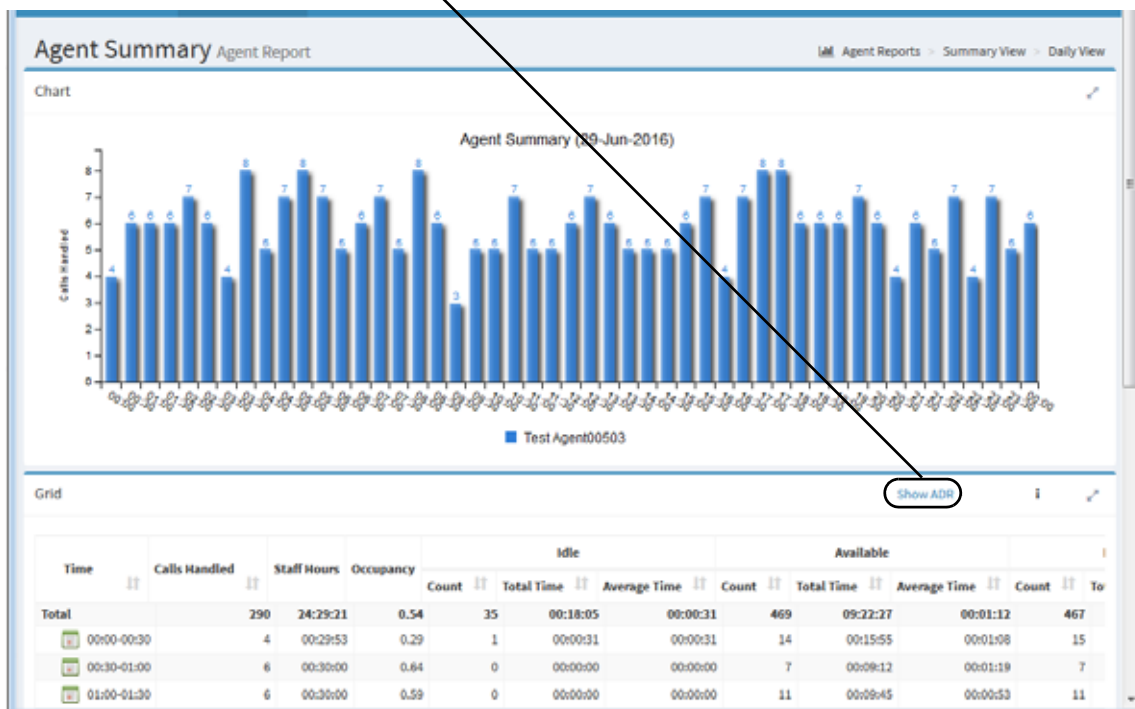 Agent Summary Agent Report
Agent Reports > Summary View > Daily View
Chart
Agent Summary (29-Jun-2016)
Calls Handled
8
7
6
5
4
3
2
1
0
4 6 6 6 7 6 4 8 5 7 8 7 5 6 7 5 8 6 3 5 5 7 5 5 6 7 6 5 5 5 6 7 4 7 8 8 6 6 6 7 6 4 6 5 7 4 7 5 6
Test Agent00503
Grid Show ADR
Idle Available
Time Calls Handled Staff Hours Occupancy Count Total Time Average Time Count Total Time Average Time Count
Total 290 24:29:21 0.54 35 00:18:05 00:00:31 469 09:22:27 00:01:12 467
00:00-00:30 4 00:29:53 0.29 1 00:00:31 00:00:31 14 00:15:55 00:01:08 15
00:30-01:00 6 00:30:00 0.64 0 00:00:00 00:00:00 7 00:09:12 00:01:19 7
01:00-01:30 6 00:30:00 0.59 0 00:00:00 00:00:00 11 00:09:45 00:00:53 11